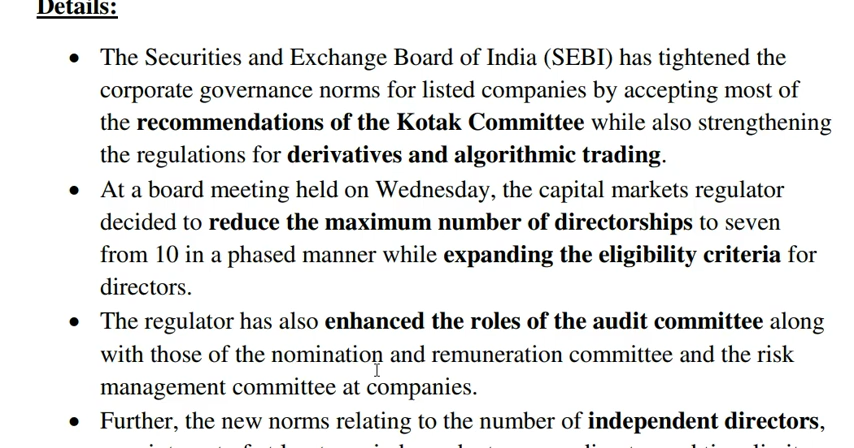 Details:
• The Securities and Exchange Board of India (SEBI) has tightened the
corporate governance norms for listed companies by accepting most of
the recommendations of the Kotak Committee while also strengthening
the regulations for derivatives and algorithmic trading.
• At a board meeting held on Wednesday, the capital markets regulator
decided to reduce the maximum number of directorships to seven
from 10 in a phased manner while expanding the eligibility criteria for
directors.
• The regulator has also enhanced the roles of the audit committee along
with those of the nomination and remuneration committee and the risk
management committee at companies.
• Further, the new norms relating to the number of independent directors,